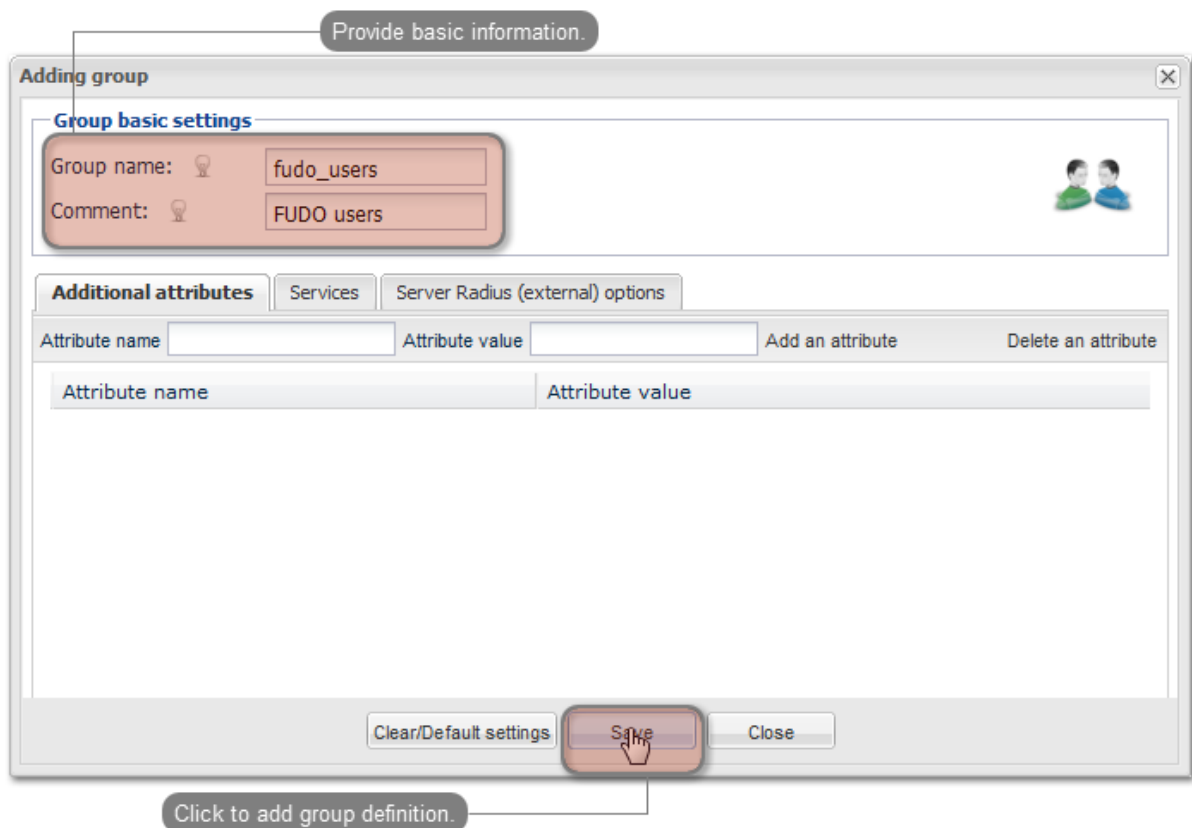 Provide basic information.
Adding group
Group basic settings
Group name: fudo_users
Comment: FUDO users
Additional attributes Services Server Radius (external) options
Attribute name Attribute value Add an attribute Delete an attribute
Attribute name Attribute value
Clear/Default settings Save Close
Click to add group definition.